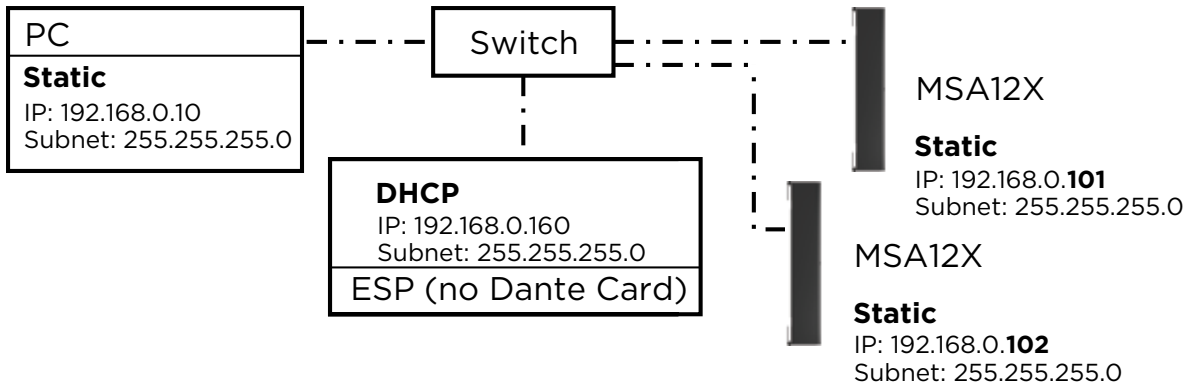 PC
Static
IP: 192.168.0.10
Subnet: 255.255.255.0
Switch
DHCP
IP: 192.168.0.160
Subnet: 255.255.255.0
ESP (no Dante Card)
MSA12X
Static
IP: 192.168.0.101
Subnet: 255.255.255.0
MSA12X
Static
IP: 192.168.0.102
Subnet: 255.255.255.0